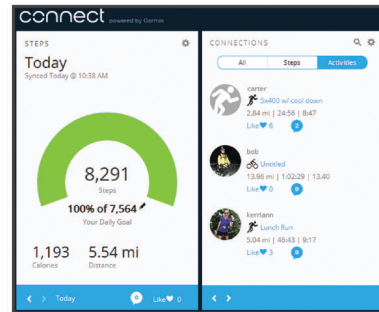 connect powered by Garmin
STEPS
Today
Synced Today @ 10:38 AM
8,291
Steps
100% of 7,564
Your Daily Goal
1,193
Calories
5.54 mi
Distance
< > Today 0 Like 0
CONNECTIONS
All Steps Activities
carter
5x400 w/ cool down
2.84 mi | 24:56 | 8:47
Like 6 2
bob
Untitled
13.96 mi | 1:02:29 | 13.40
Like 0 0
kerriann
Lunch Run
5.04 mi | 46:43 | 9:17
Like 3 0
< >